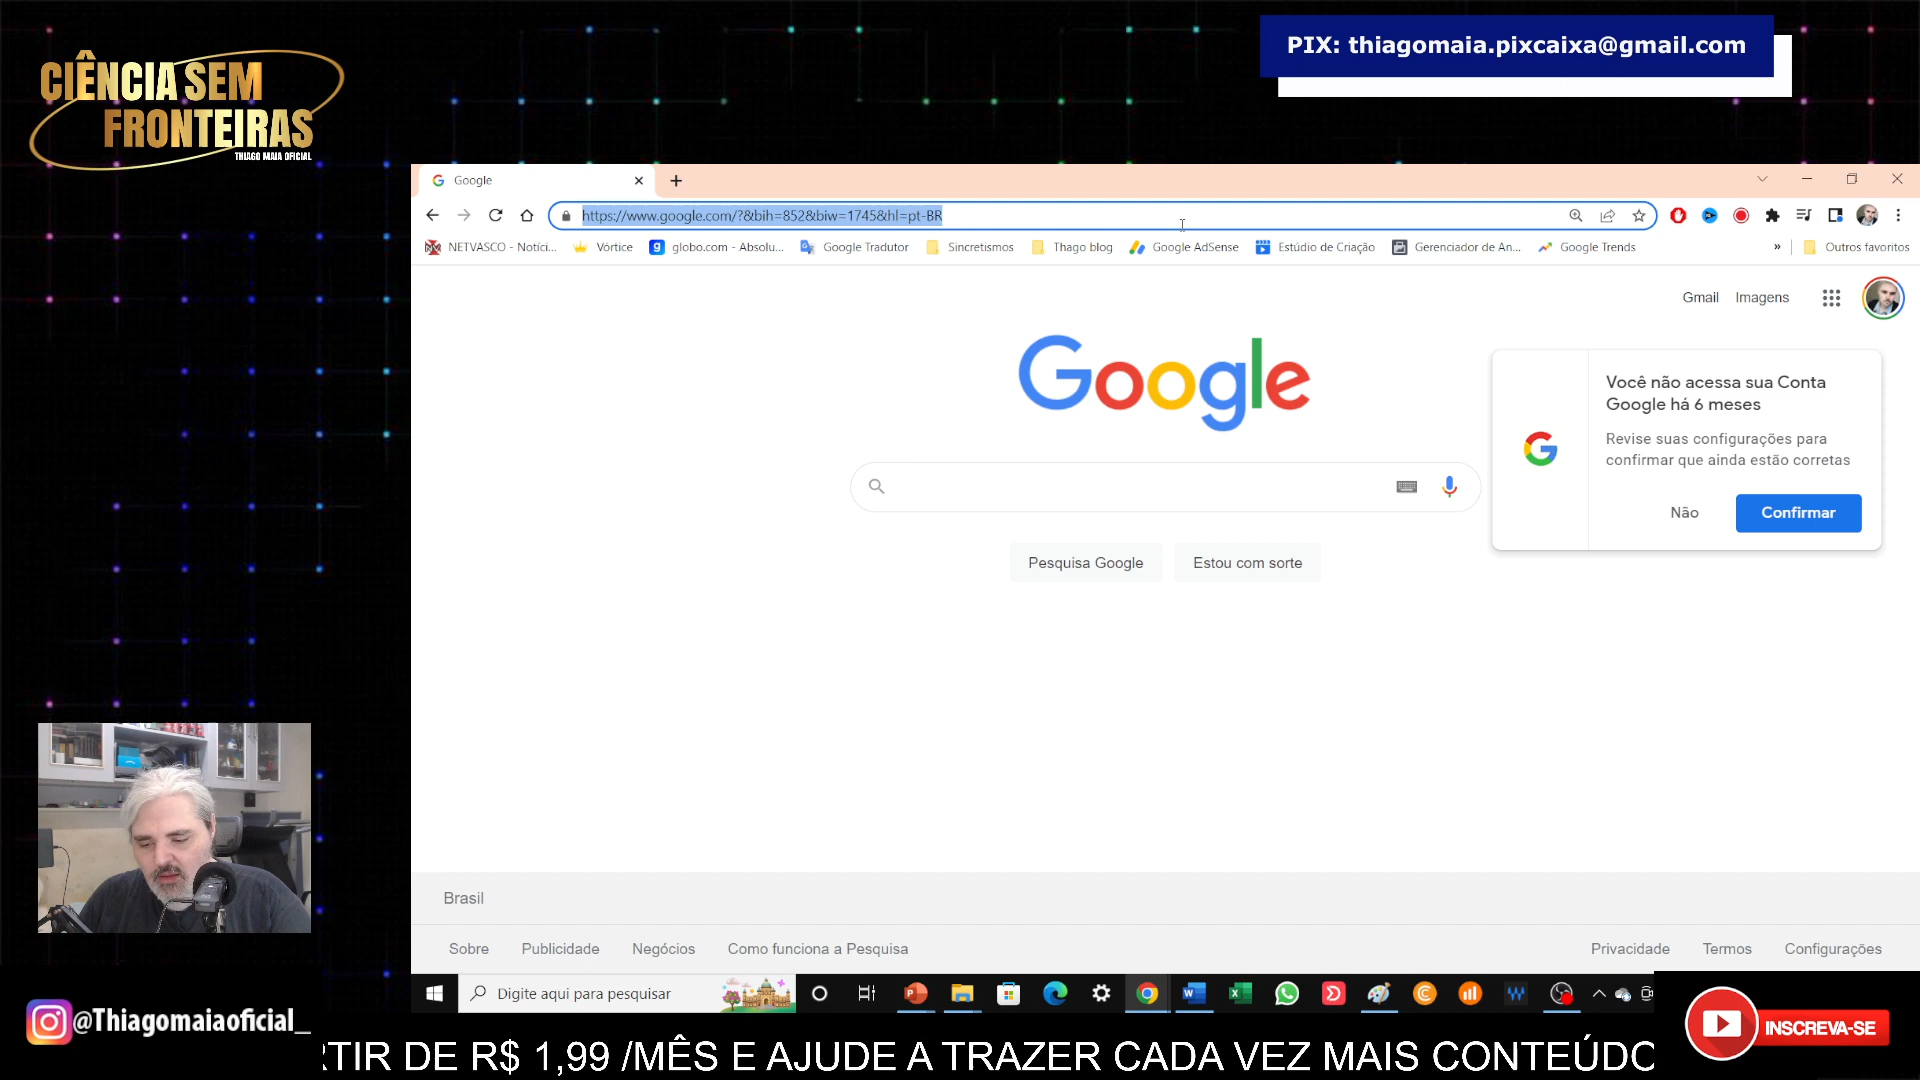 CIÊNCIA SEM
FRONTEIRAS
THIAGO MAIA OFICIAL
PIX: thiagomaia.pixcaixa@gmail.com
Google
https://www.google.com/?&bih=852&biw=1745&hl=pt-BR
NETVASCO - Notíci... Vórtice globo.com - Absolu... Google Tradutor Sincretismos Thago blog Google AdSense Estúdio de Criação Gerenciador de An... Google Trends » Outros favoritos
Gmail Imagens
Google
Você não acessa sua Conta
Google há 6 meses
Revise suas configurações para
confirmar que ainda estão corretas
Não Confirmar
Pesquisa Google Estou com sorte
Brasil
Sobre Publicidade Negócios Como funciona a Pesquisa Privacidade Termos Configurações
Digite aqui para pesquisar
@Thiagomaiaoficial_
INSCREVA-SE
RTIR DE R$ 1,99 /MÊS E AJUDE A TRAZER CADA VEZ MAIS CONTEÚDO